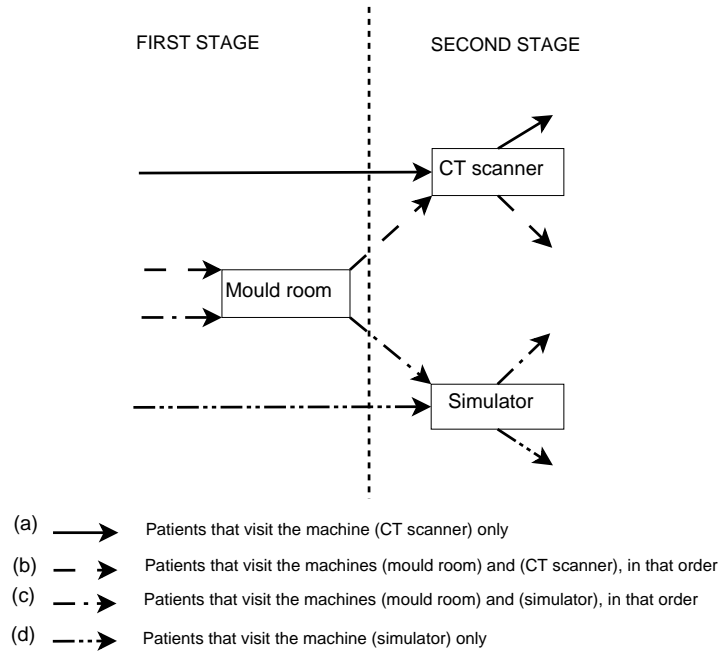 FIRST STAGE
SECOND STAGE
CT scanner
Mould room
Simulator
(a) Patients that visit the machine (CT scanner) only
(b) Patients that visit the machines (mould room) and (CT scanner), in that order
(c) Patients that visit the machines (mould room) and (simulator), in that order
(d) Patients that visit the machine (simulator) only